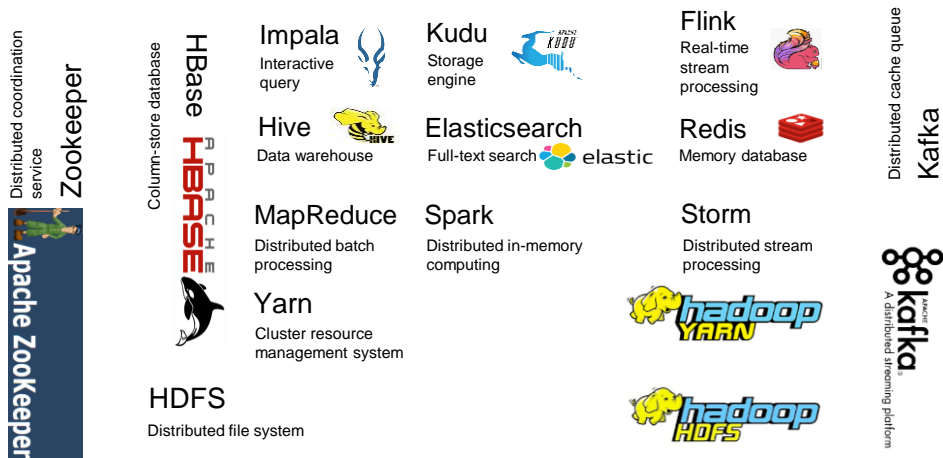 Distributed coordination
service
Zookeeper
Apache ZooKeeper
Column-store database
HBase
APACHE
HBASE
Impala
Interactive
query
Kudu
Storage
engine
APACHE
KUDU
Flink
Real-time
stream
processing
Hive
Data warehouse
HIVE
Elasticsearch
Full-text search
elastic
Redis
Memory database
MapReduce
Distributed batch
processing
Spark
Distributed in-memory
computing
Storm
Distributed stream
processing
Yarn
Cluster resource
management system
hadoop
YARN
HDFS
Distributed file system
hadoop
HDFS
Distributed cache queue
Kafka
APACHE
kafka
A distributed streaming platform